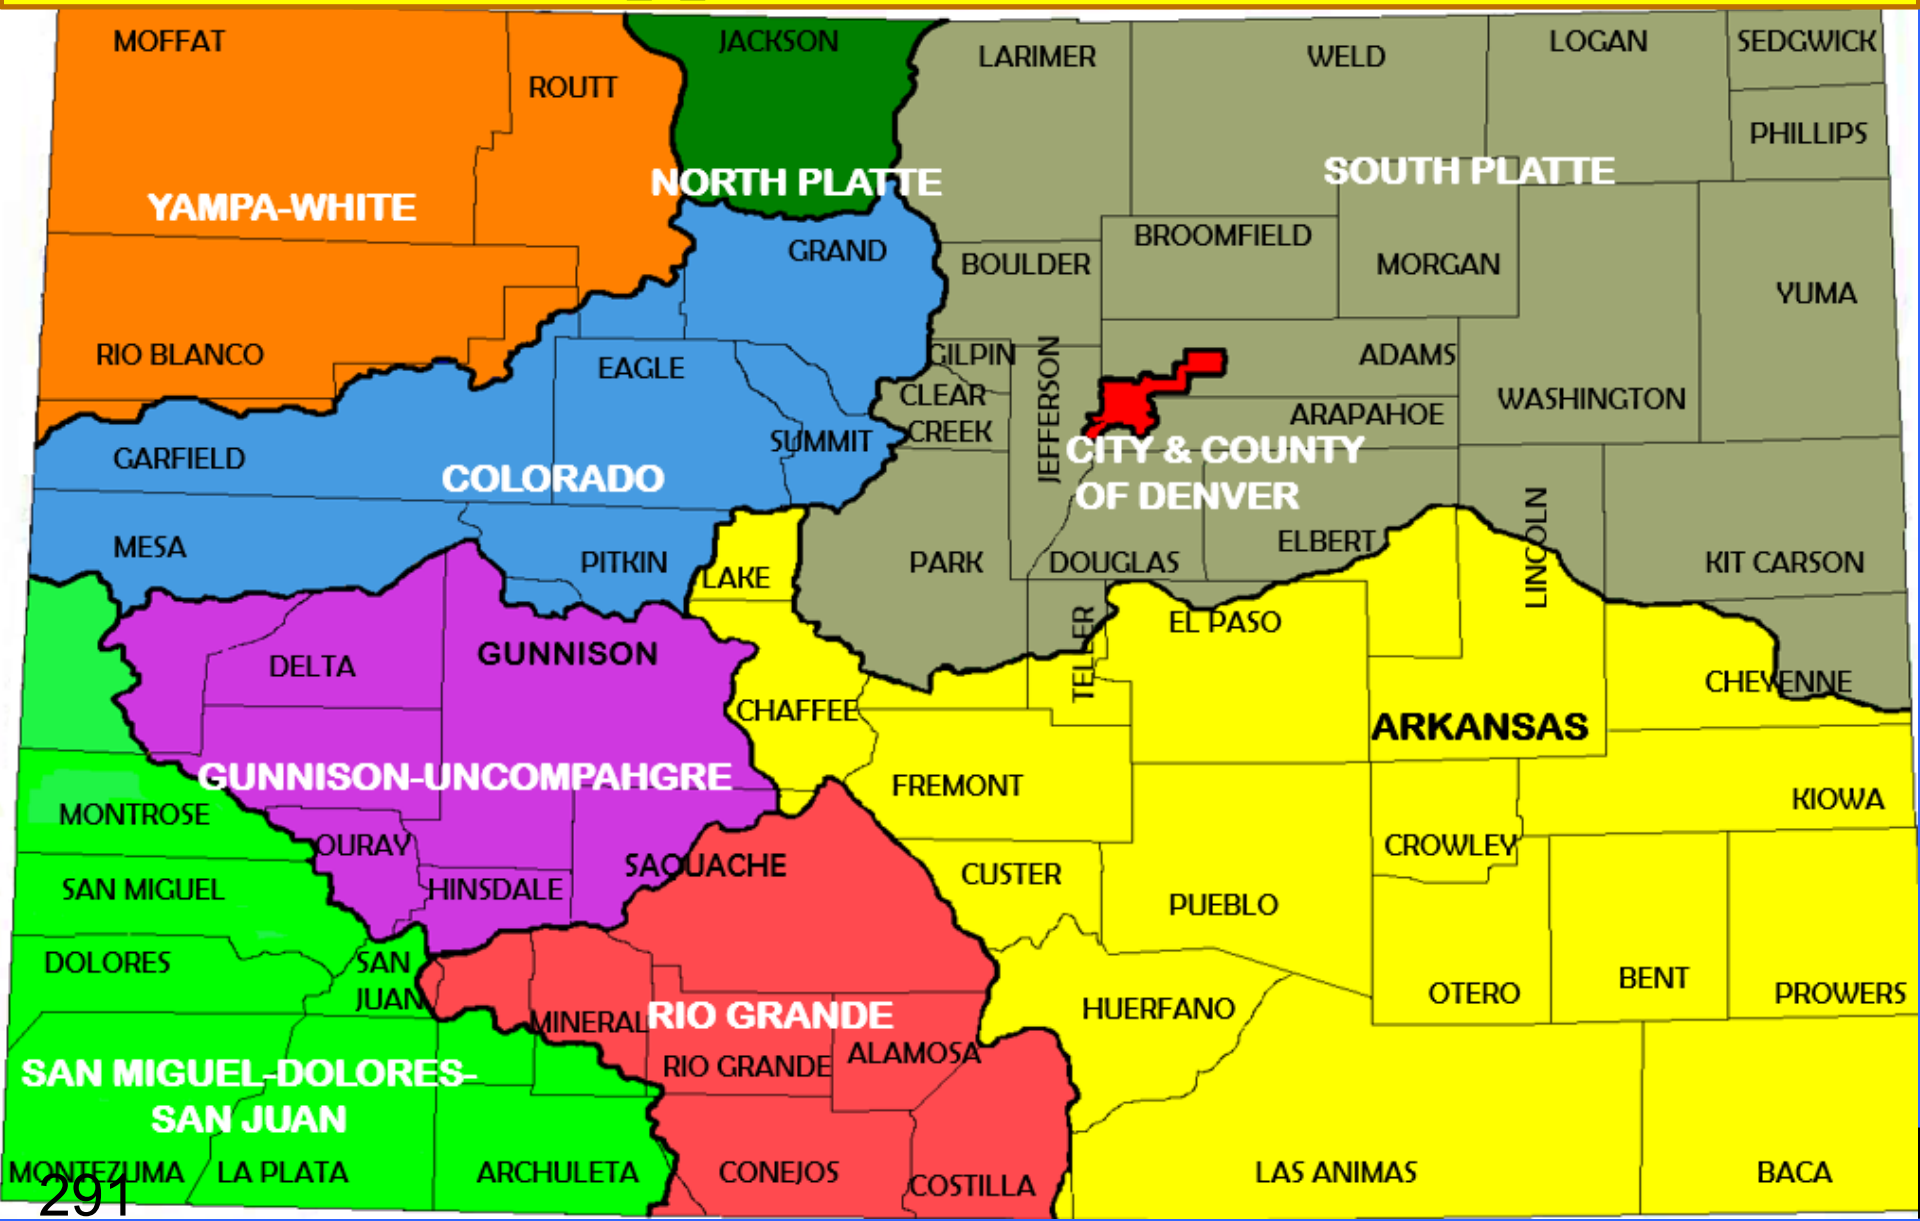 MOFFAT
JACKSON
LARIMER
WELD
LOGAN
SEDGWICK
ROUTT
PHILLIPS
NORTH PLATTE
SOUTH PLATTE
YAMPA-WHITE
GRAND
BOULDER
BROOMFIELD
MORGAN
YUMA
RIO BLANCO
EAGLE
GILPIN
JEFFERSON
ADAMS
CLEAR
CREEK
WASHINGTON
ARAPAHOE
GARFIELD
COLORADO
SUMMIT
CITY & COUNTY
OF DENVER
MESA
PITKIN
LAKE
PARK
DOUGLAS
ELBERT
LINCOLN
KIT CARSON
DELTA
GUNNISON
CHAFFEE
TELLER
EL PASO
CHEYENNE
ARKANSAS
GUNNISON-UNCOMPAHGRE
MONTROSE
OURAY
FREMONT
KIOWA
CROWLEY
SAN MIGUEL
HINSDALE
SAQUACHE
CUSTER
PUEBLO
DOLORES
SAN
JUAN
OTERO
BENT
PROWERS
MINERAL
RIO GRANDE
HUERFANO
RIO GRANDE
ALAMOSA
SAN MIGUEL-DOLORES-
SAN JUAN
MONTEZUMA
LA PLATA
ARCHULETA
CONEJOS
COSTILLA
LAS ANIMAS
BACA
291